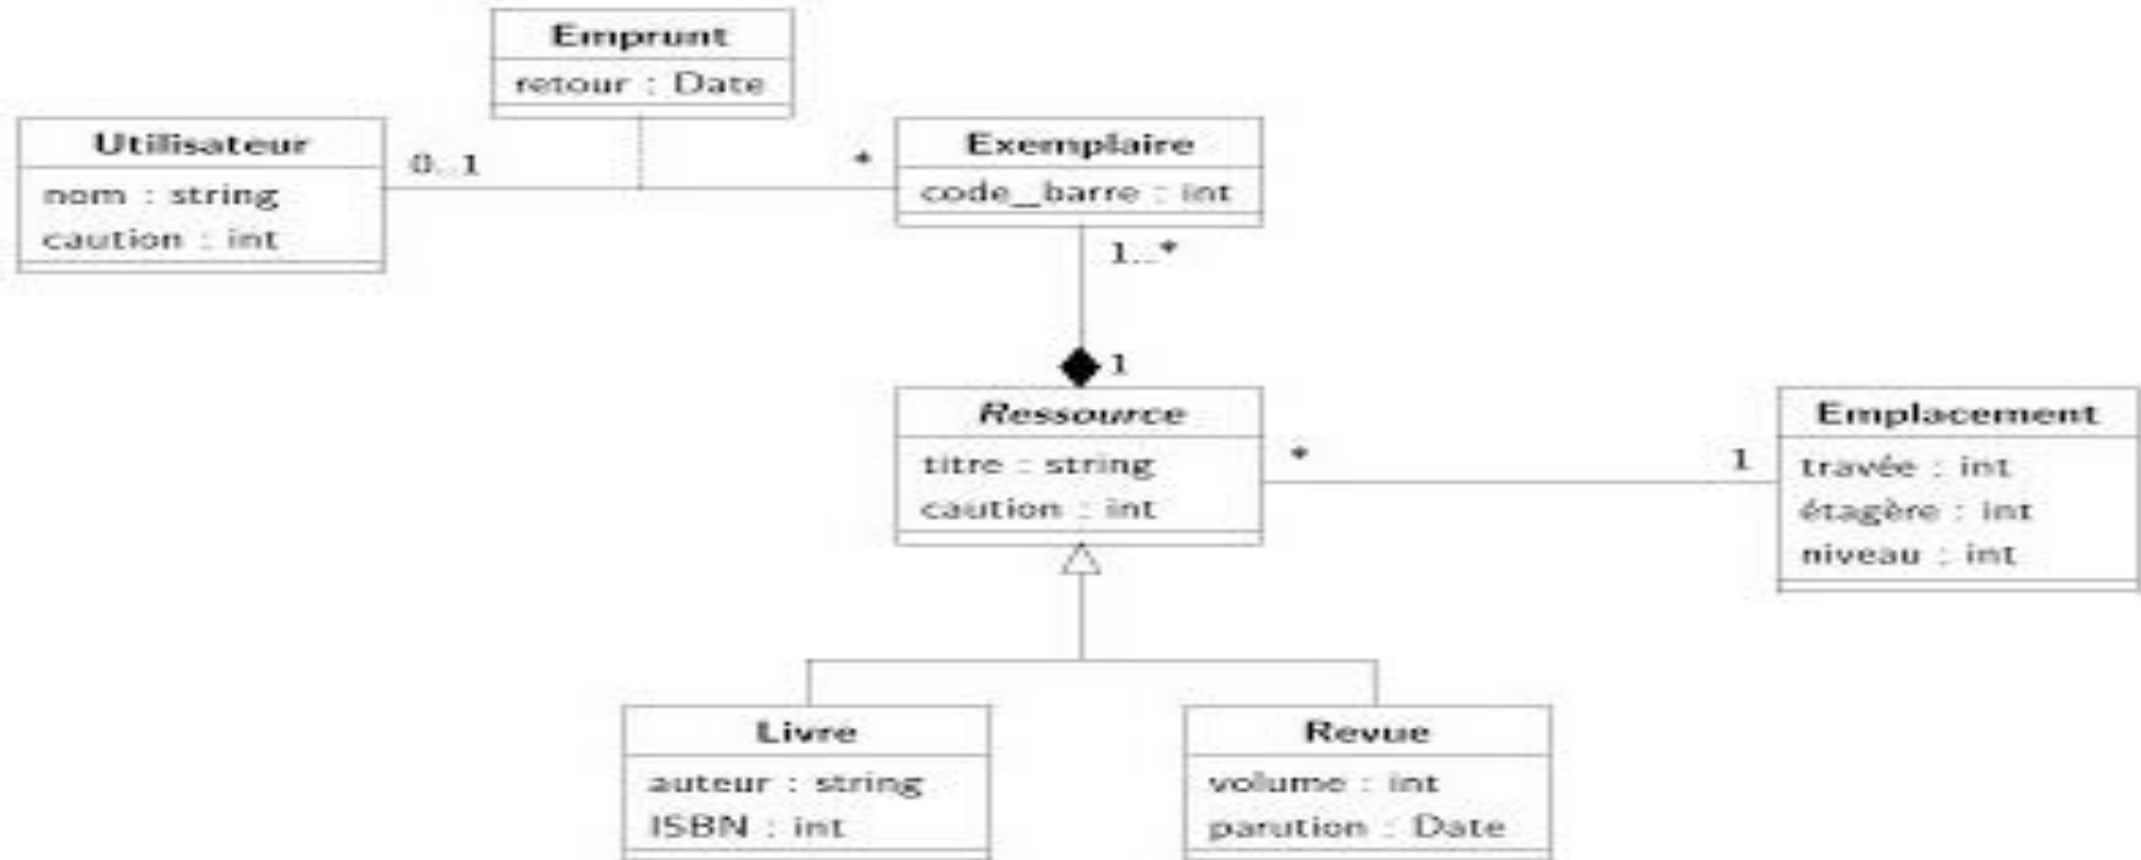 Emprunt
retour : Date
Utilisateur
nom : string
caution : int
0..1
*
Exemplaire
code_barre : int
1..*
1
Ressource
titre : string
caution : int
*
1
Emplacement
travée : int
étagère : int
niveau : int
Livre
auteur : string
ISBN : int
Revue
volume : int
parution : Date